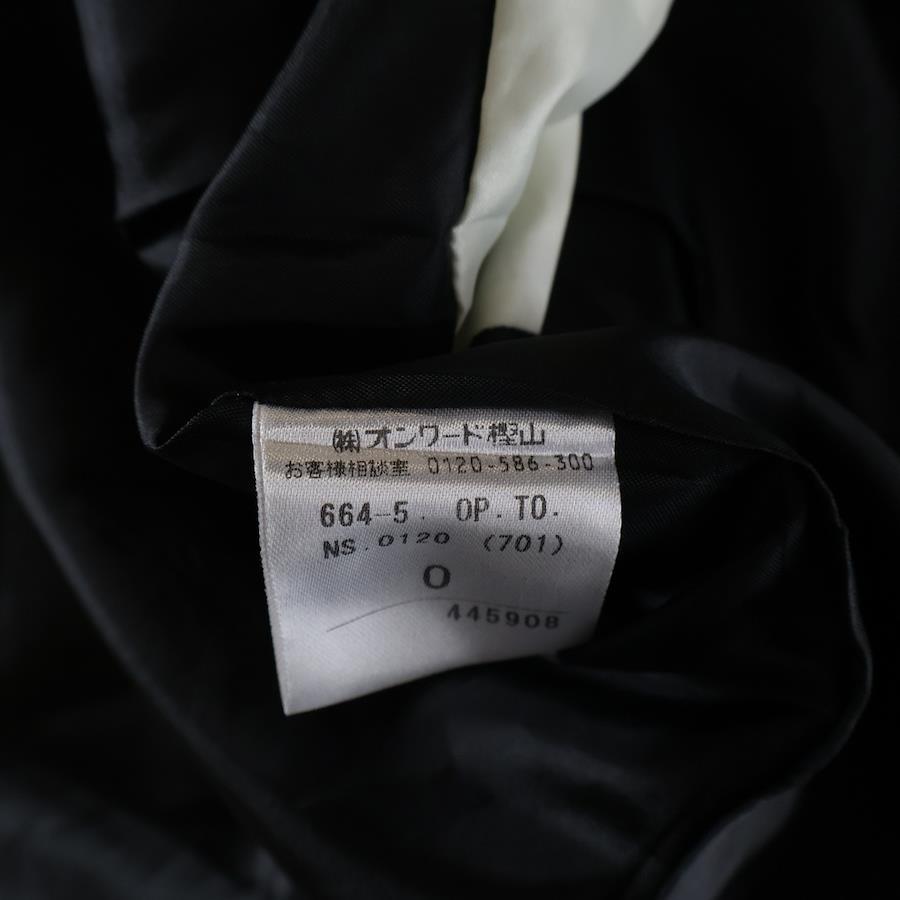 ㈱オンワード樫山
お客様相談室 0120-586-300
664-5. OP.TO.
NS.0120 (701)
O
445908